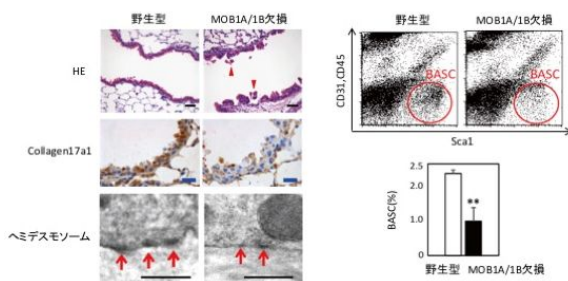 野生型
MOB1A/1B欠損
HE
Collagen17a1
ヘミデスモソーム
野生型
MOB1A/1B欠損
CD31,CD45
BASC
BASC
Sca1
BASC(%)
2.5
2.0
1.0
0
**
野生型
MOB1A/1B欠損